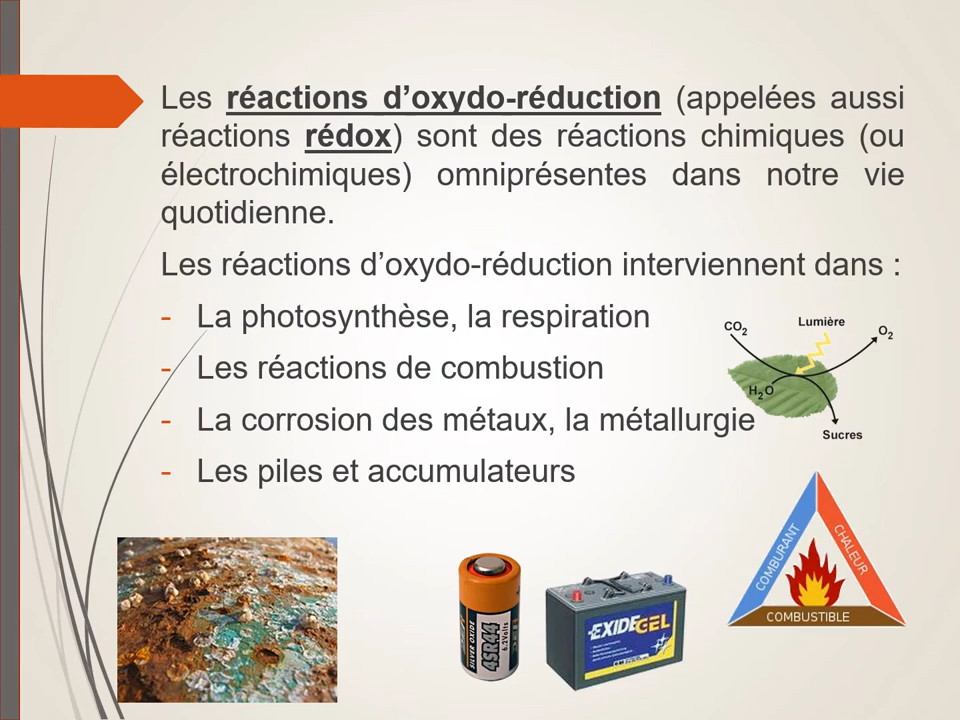 Les réactions d’oxydo-réduction (appelées aussi
réactions rédox) sont des réactions chimiques (ou
électrochimiques) omniprésentes dans notre vie
quotidienne.
Les réactions d’oxydo-réduction interviennent dans :
- La photosynthèse, la respiration
- Les réactions de combustion
- La corrosion des métaux, la métallurgie
- Les piles et accumulateurs
CO2
Lumière
O2
H2O
Sucres
COMBURANT
CHALEUR
COMBUSTIBLE
SILVER OXIDE
4SR44
6.2Volts
EXIDE GEL